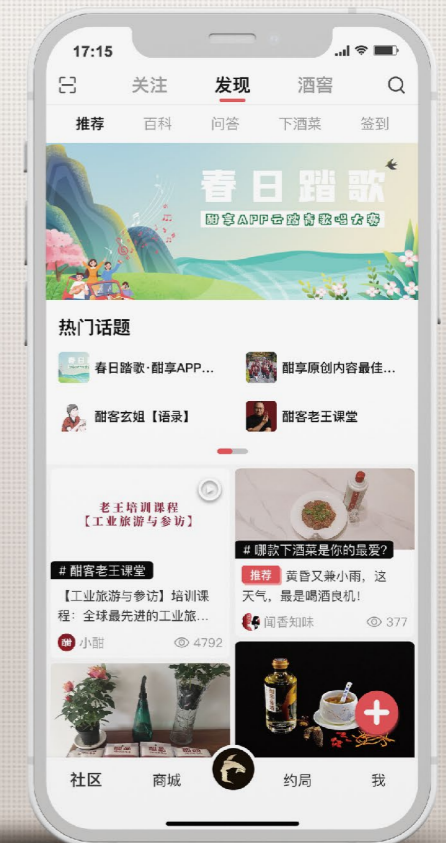 17:15
关注 发现 酒窖
推荐 百科 问答 下酒菜 签到
春日踏歌
酣享APP云踏青歌唱大赛
热门话题
春日踏歌·酣享APP...
酣享原创内容最佳...
酣客玄姐【语录】
酣客老王课堂
老王培训课程
【工业旅游与参访】
# 酣客老王课堂
【工业旅游与参访】培训课
程：全球最先进的工业旅...
小酣 4792
# 哪款下酒菜是你的最爱?
推荐 黄昏又兼小雨，这
天气，最是喝酒良机!
闻香知味 377
社区 商城 约局 我